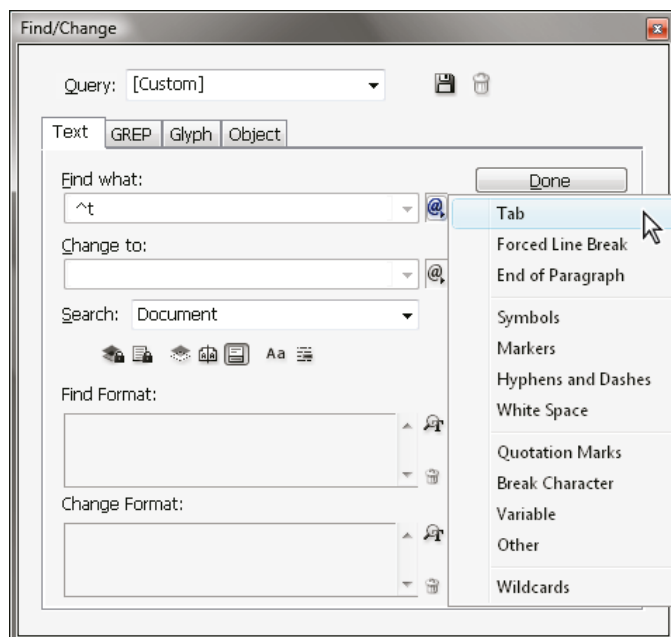 Find/Change
Query: [Custom]
Text GREP Glyph Object
Find what:
Done
^t
@
Tab
Forced Line Break
End of Paragraph
Symbols
Markers
Hyphens and Dashes
White Space
Quotation Marks
Break Character
Variable
Other
Wildcards
Change to:
@
Search: Document
Aa
Find Format:
Change Format: